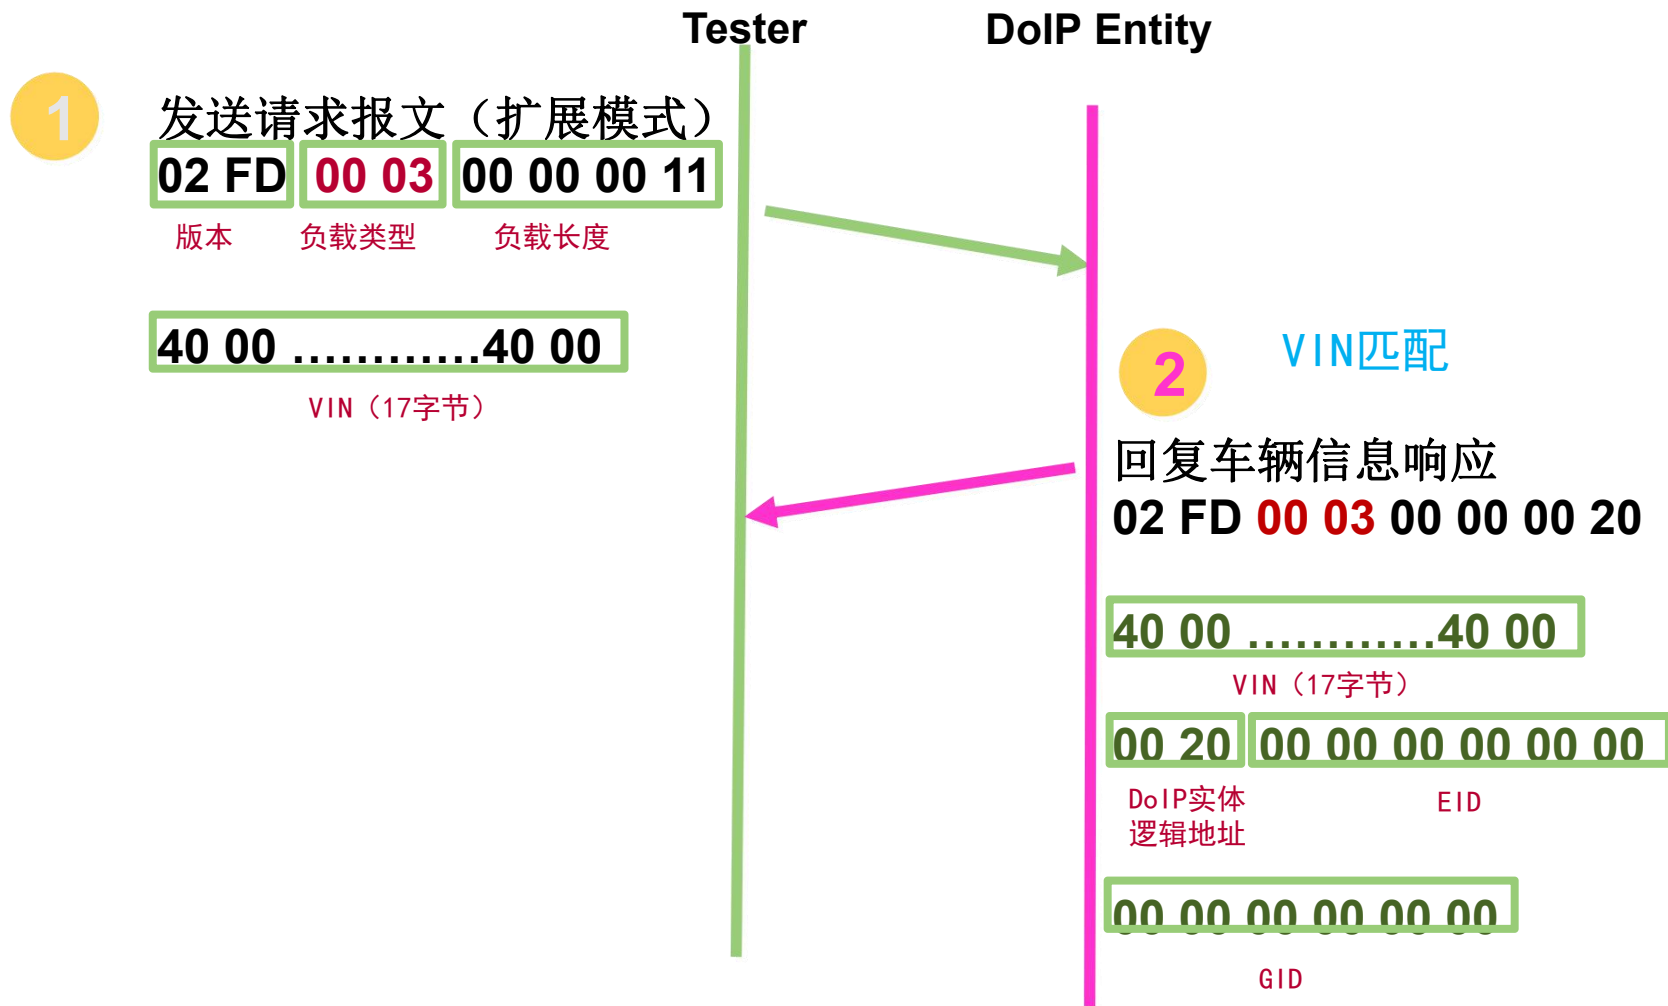 Tester
DoIP Entity
1
发送请求报文（扩展模式）
02 FD 00 03 00 00 00 11
版本 负载类型 负载长度
40 00 …………40 00
VIN（17字节）
2
VIN匹配
回复车辆信息响应
02 FD 00 03 00 00 00 20
40 00 …………40 00
VIN（17字节）
00 20 00 00 00 00 00 00
DoIP实体
逻辑地址
EID
00 00 00 00 00 00
GID